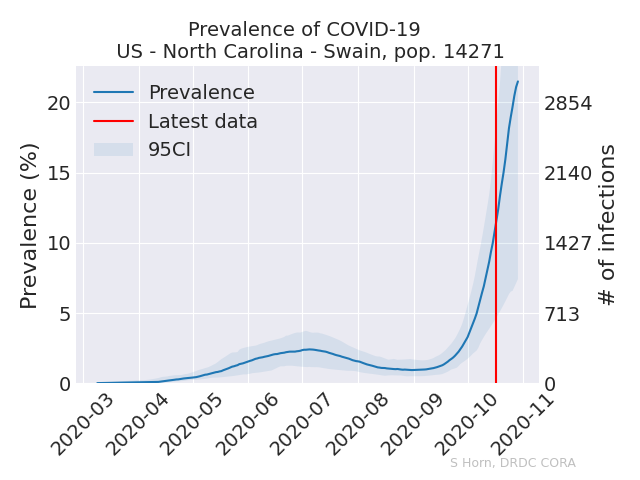 Prevalence of COVID-19
US - North Carolina - Swain, pop. 14271
Prevalence
Latest data
95CI
Prevalence (%)
20
15
10
5
0
2854
2140
1427
713
0
# of infections
2020-03
2020-04
2020-05
2020-06
2020-07
2020-08
2020-09
2020-10
2020-11
S Horn, DRDC CORA